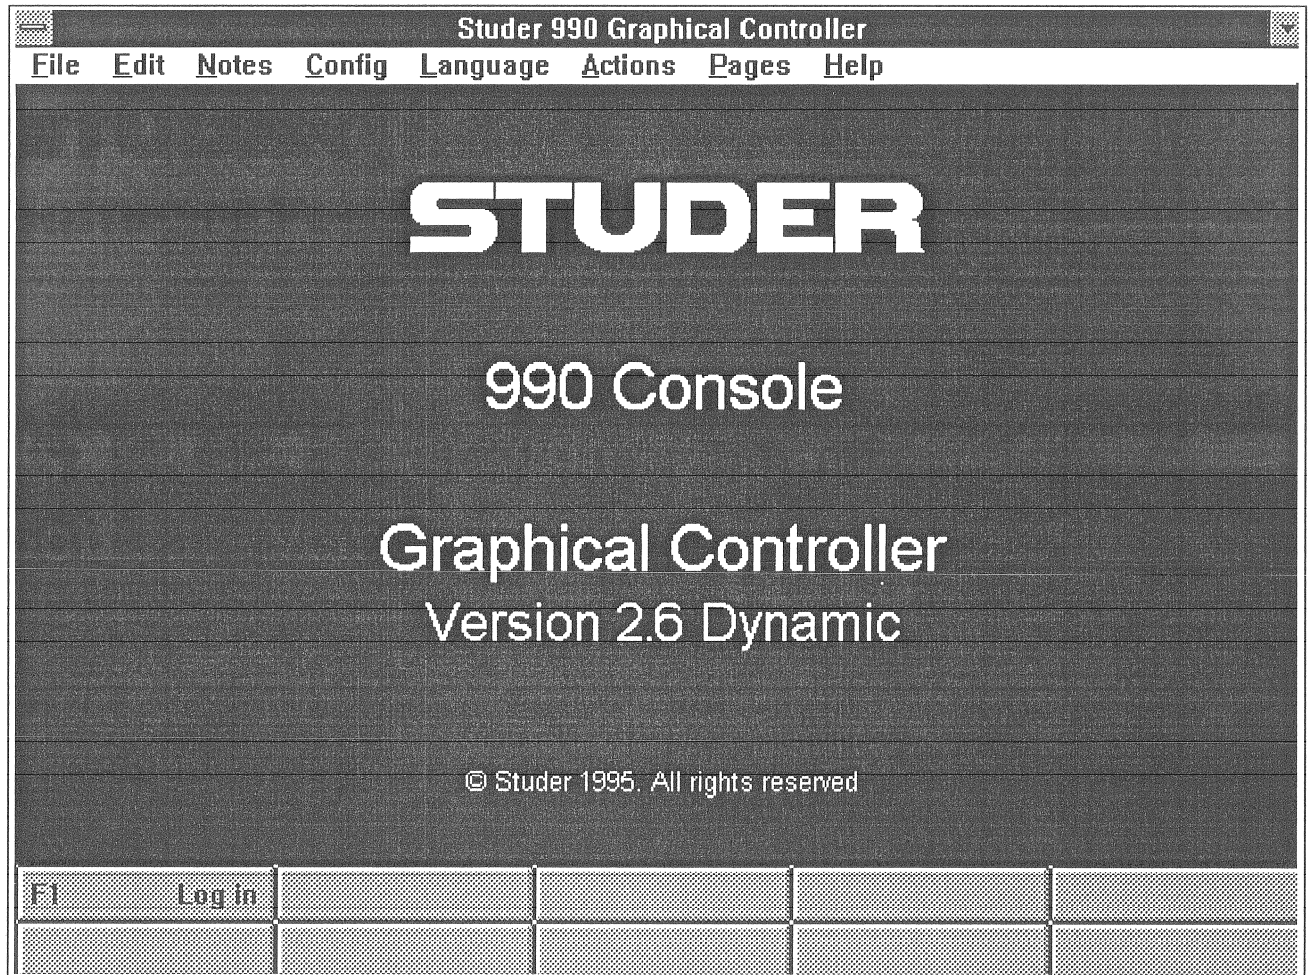 Studer 990 Graphical Controller
File Edit Notes Config Language Actions Pages Help
STUDER
990 Console
Graphical Controller
Version 2.6 Dynamic
© Studer 1995. All rights reserved
F1 Log in